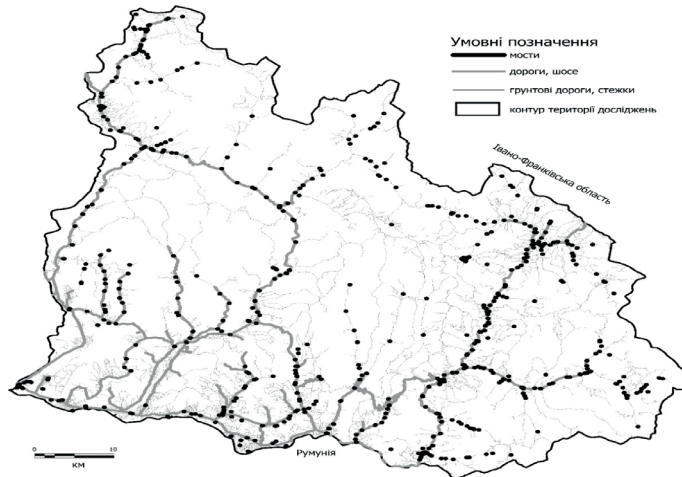 Умовні позначення
мости
дороги, шосе
грунтові дороги, стежки
контур території досліджень
Івано-Франківська область
Румунія
0 10
км